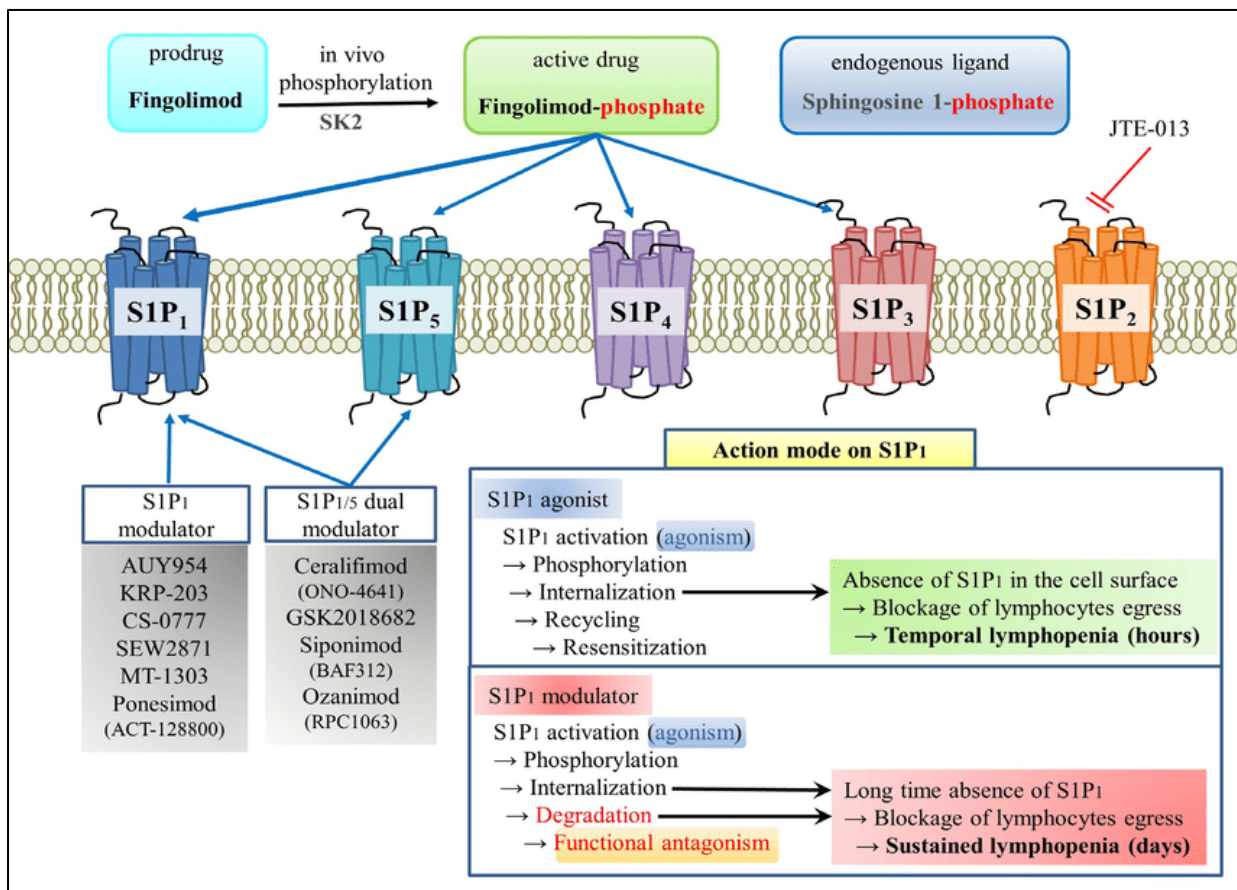 prodrug
Fingolimod
in vivo
phosphorylation
SK2
active drug
Fingolimod-phosphate
endogenous ligand
Sphingosine 1-phosphate
JTE-013
S1P1
S1P5
S1P4
S1P3
S1P2
S1P1
modulator
AUY954
KRP-203
CS-0777
SEW2871
MT-1303
Ponesimod
(ACT-128800)
S1P1/5 dual
modulator
Ceralifimod
(ONO-4641)
GSK2018682
Siponimod
(BAF312)
Ozanimod
(RPC1063)
Action mode on S1P1
S1P1 agonist
S1P1 activation (agonism)
→ Phosphorylation
→ Internalization
→ Recycling
→ Resensitization
Absence of S1P1 in the cell surface
→ Blockage of lymphocytes egress
→ Temporal lymphopenia (hours)
S1P1 modulator
S1P1 activation (agonism)
→ Phosphorylation
→ Internalization
→ Degradation
→ Functional antagonism
Long time absence of S1P1
→ Blockage of lymphocytes egress
→ Sustained lymphopenia (days)